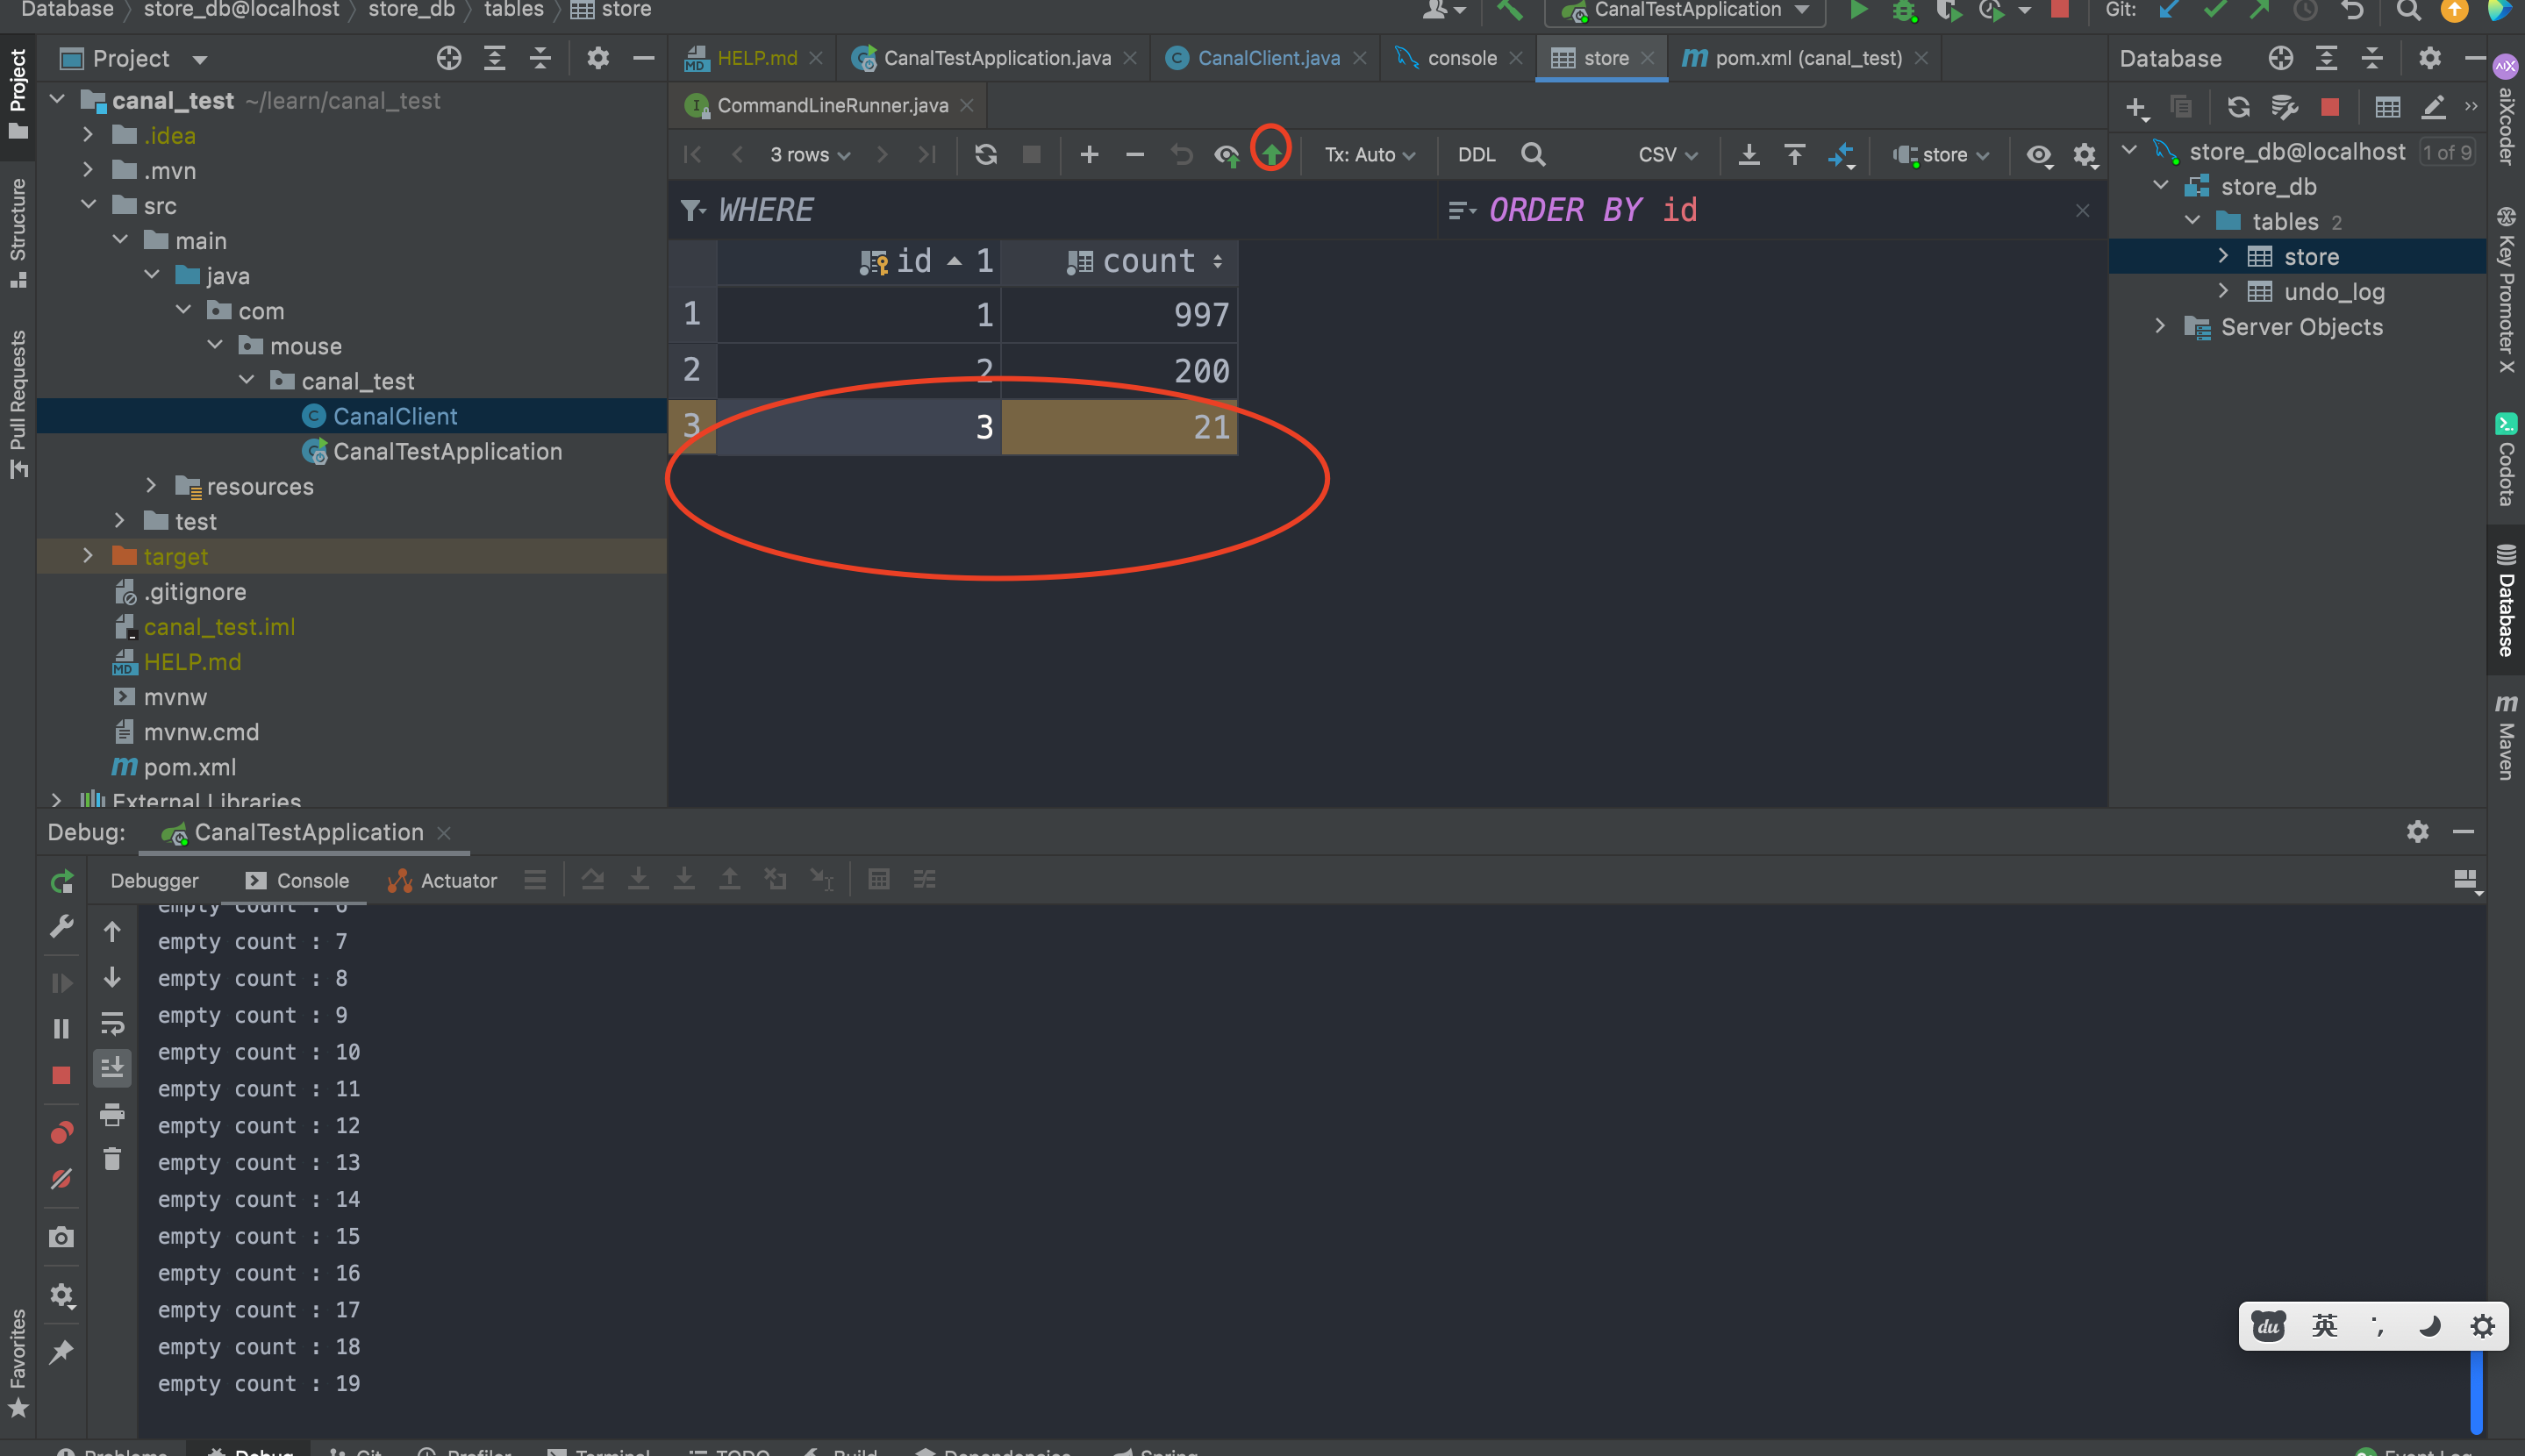 Database store_db@localhost store_db tables store
CanalTestApplication
Git:
Project
HELP.md
CanalTestApplication.java
CanalClient.java
console
store
pom.xml (canal_test)
Database
CommandLineRunner.java
3 rows
Tx: Auto
DDL
CSV
store
WHERE
ORDER BY id
id 1
count
1 1 997
2 2 200
3 3 21
canal_test ~/learn/canal_test
.idea
.mvn
src
main
java
com
mouse
canal_test
CanalClient
CanalTestApplication
resources
test
target
.gitignore
canal_test.iml
HELP.md
mvnw
mvnw.cmd
pom.xml
External Libraries
store_db@localhost 1 of 9
store_db
tables 2
store
undo_log
Server Objects
Project
Structure
Pull Requests
Favorites
aiXcoder
Key Promoter X
Codota
Database
Maven
Debug: CanalTestApplication
Debugger
Console
Actuator
empty count : 6
empty count : 7
empty count : 8
empty count : 9
empty count : 10
empty count : 11
empty count : 12
empty count : 13
empty count : 14
empty count : 15
empty count : 16
empty count : 17
empty count : 18
empty count : 19
du 英
Problems
Debug
Git
Profiler
Terminal
TODO
Build
Dependencies
Spring
Event Log